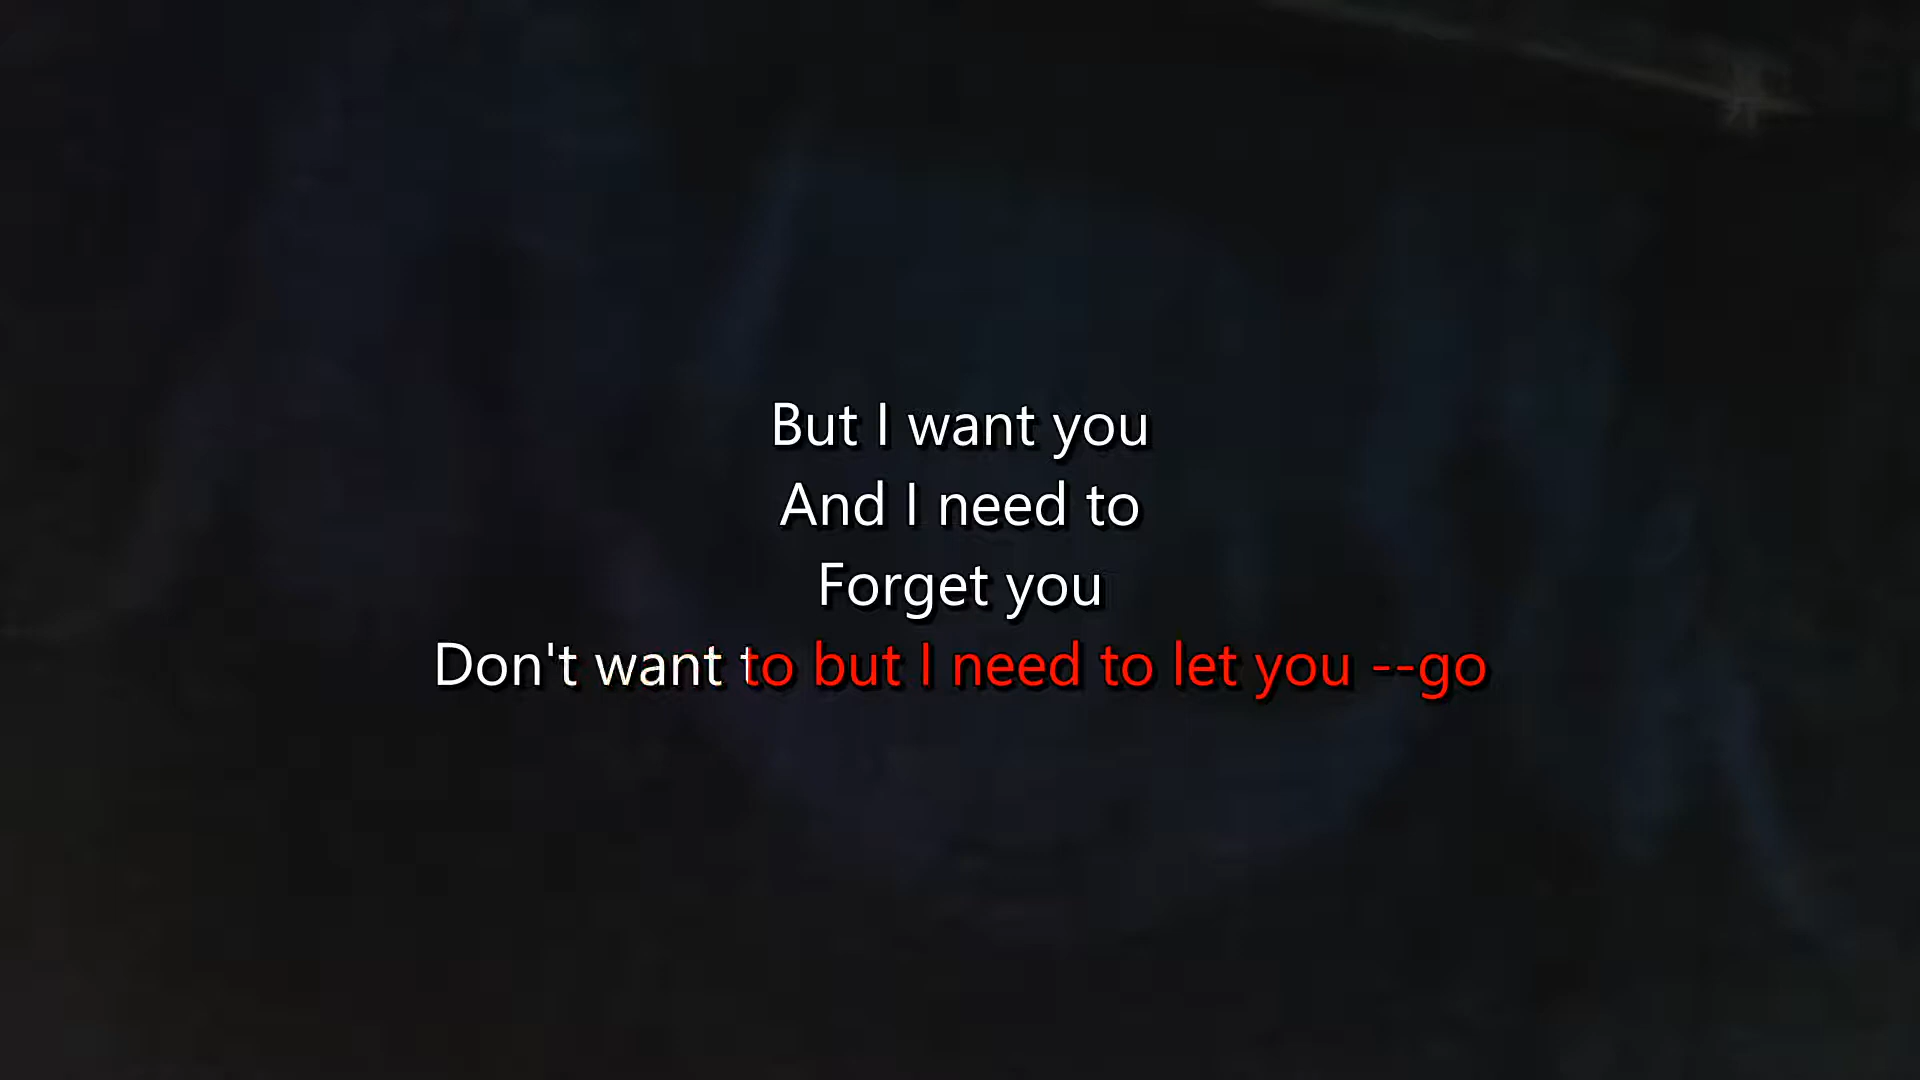 But I want you
And I need to
Forget you
Don't want to but I need to let you --go